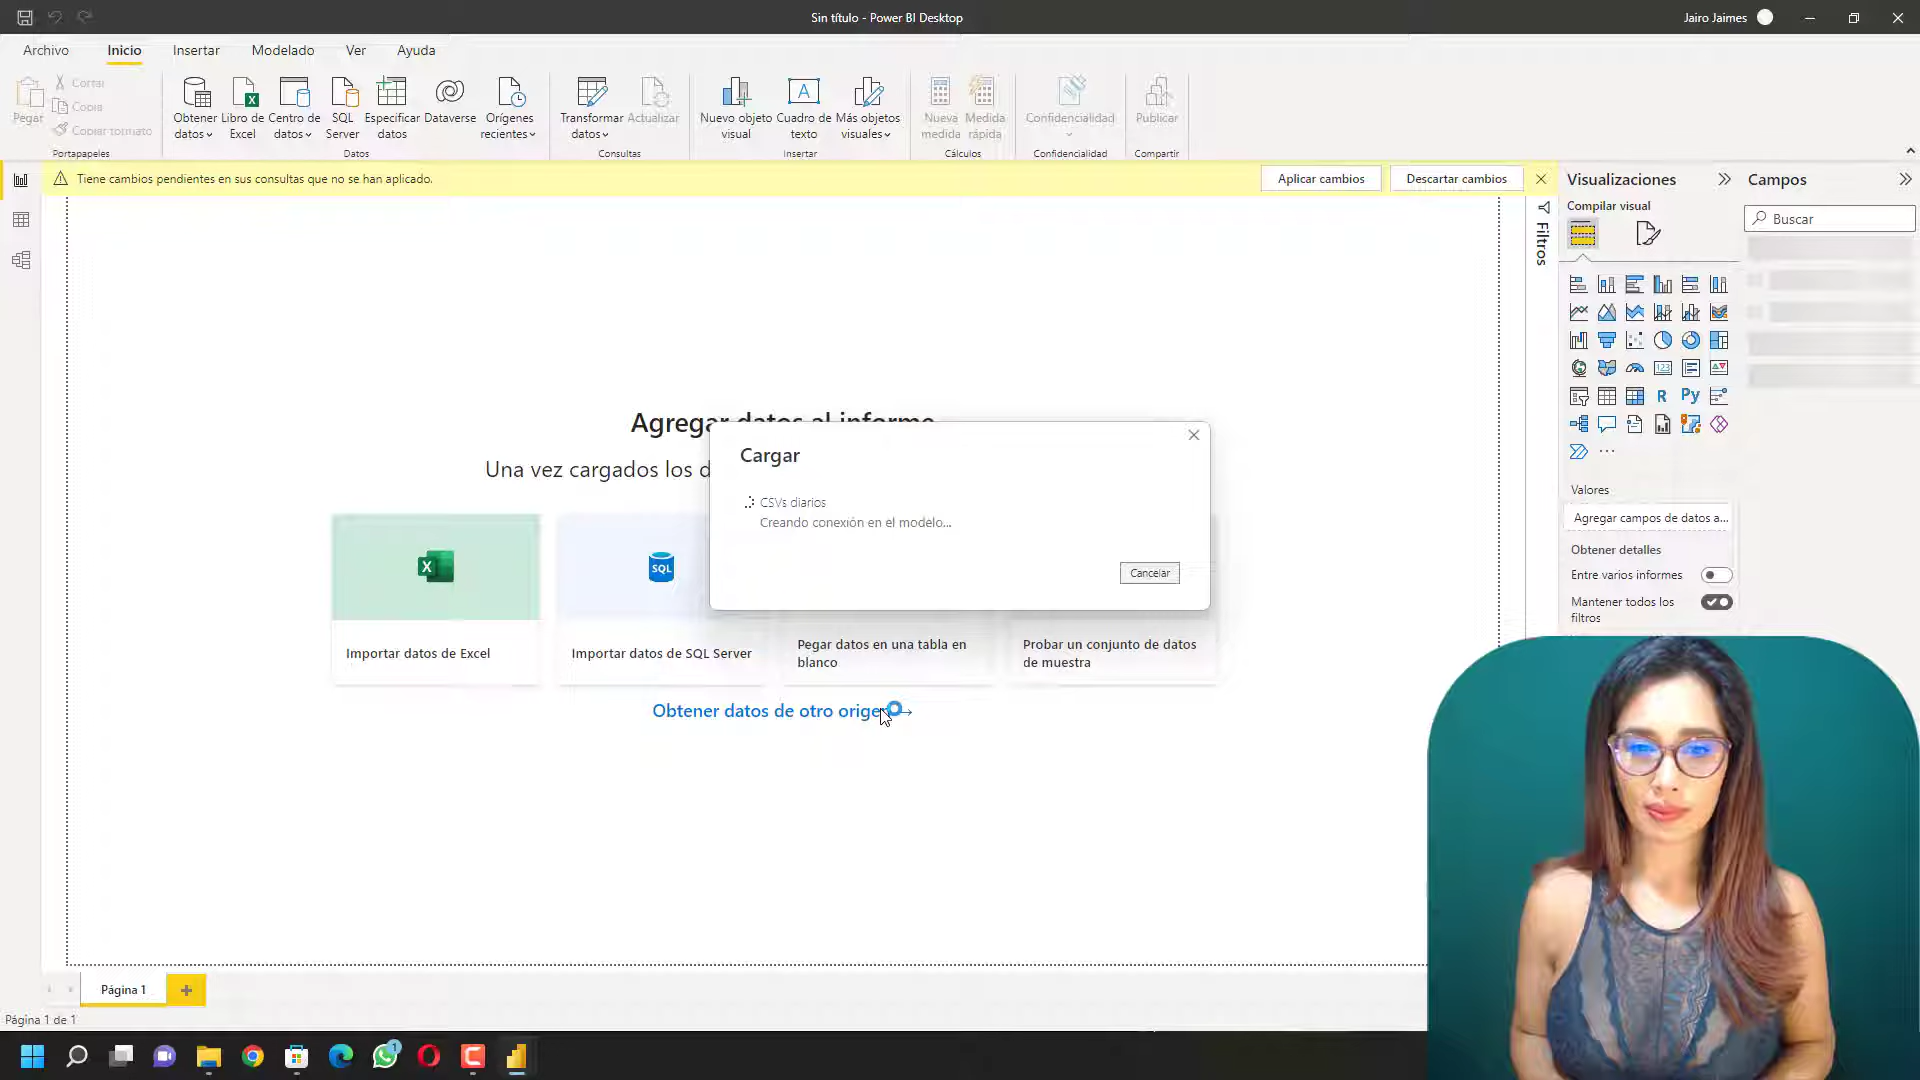 Sin título - Power BI Desktop
Jairo Jaimes
Archivo
Inicio
Insertar
Modelado
Ver
Ayuda
Pegar
Cortar
Copia
Copiar formato
Portapapeles
Obtener
datos
Libro de
Excel
Centro de
datos
SQL
Server
Especificar
datos
Dataverse
Orígenes
recientes
Datos
Transformar
datos
Actualizar
Consultas
Nuevo objeto
visual
A
Cuadro de
texto
Más objetos
visuales
Insertar
Nueva
medida
Medida
rápida
Cálculos
Confidencialidad
Confidencialidad
Publicar
Compartir
Tiene cambios pendientes en sus consultas que no se han aplicado.
Aplicar cambios
Descartar cambios
Filtros
Visualizaciones
Compilar visual
R
Py
123
Valores
Agregar campos de datos a...
Obtener detalles
Entre varios informes
Mantener todos los
filtros
Campos
Buscar
Agregar datos al informe
Una vez cargados los d
Cargar
CSVs diarios
Creando conexión en el modelo...
Cancelar
X
SQL
Importar datos de Excel
Importar datos de SQL Server
Pegar datos en una tabla en
blanco
Probar un conjunto de datos
de muestra
Obtener datos de otro orige
Página 1
Página 1 de 1
1